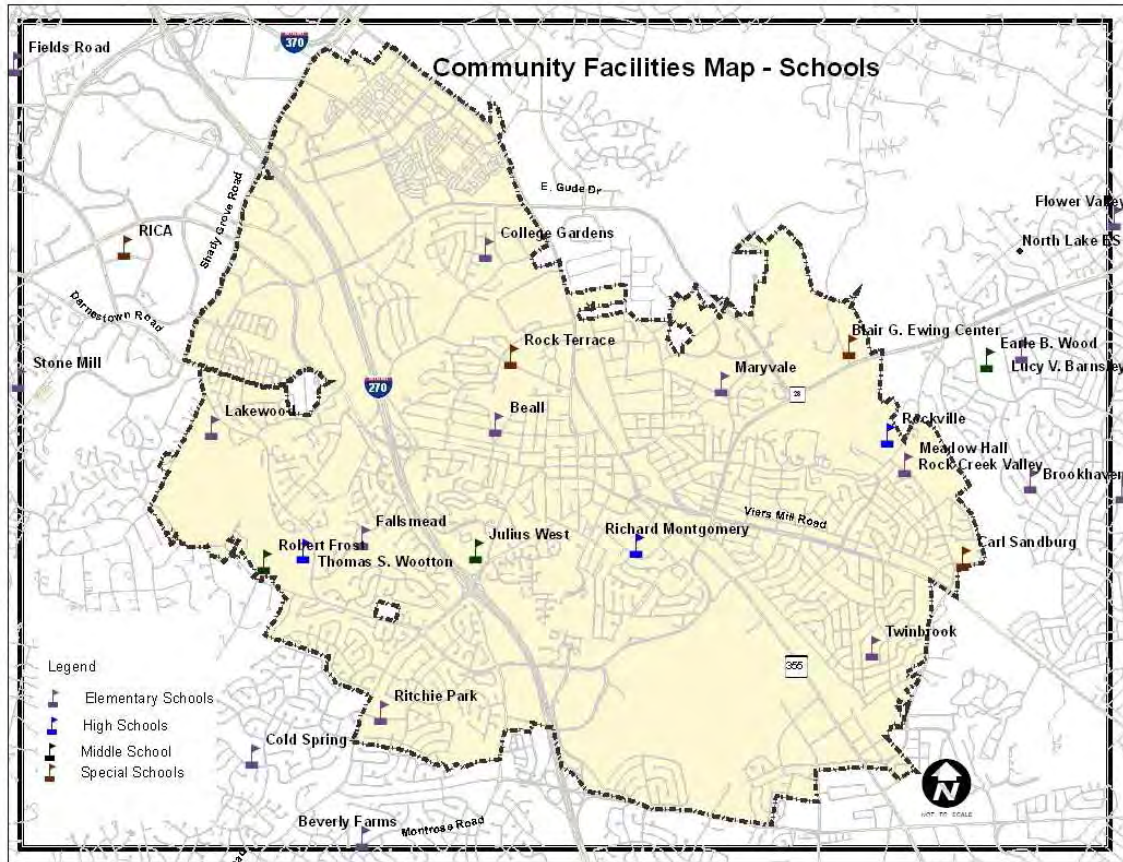 Fields Road
370
Community Facilities Map - Schools
E. Gude Dr
Flower Valley
North Lake ES
RICA
Shady Grove Road
College Gardens
Darnestown Road
Rock Terrace
Blair G. Ewing Center
Earle B. Wood
Lucy V. Barnsley
Stone Mill
270
Maryvale
28
Lakewood
Beall
Rockville
Meadow Hall
Rock Creek Valley
Brookhaven
Viers Mill Road
Fallsmead
Julius West
Richard Montgomery
Robert Frost
Thomas S. Wootton
Carl Sandburg
Twinbrook
355
Legend
Elementary Schools
High Schools
Middle School
Special Schools
Ritchie Park
Cold Spring
N
NOT TO SCALE
Beverly Farms
Montrose Road